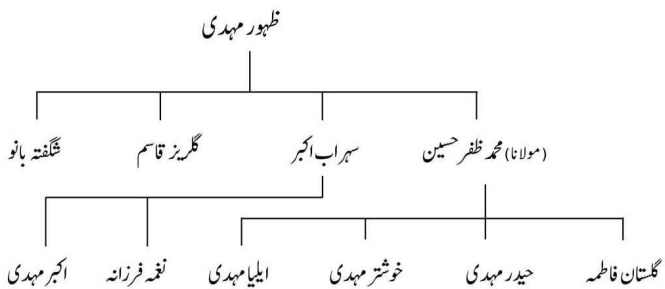 ظہور مہدی
(مولانا) محمد ظفر حسین سہراب اکبر گلریز قاسم شگفتہ بانو
گلستان فاطمہ حیدر مہدی خوشتر مہدی ایلیا مہدی نغمہ فرزانہ اکبر مہدی